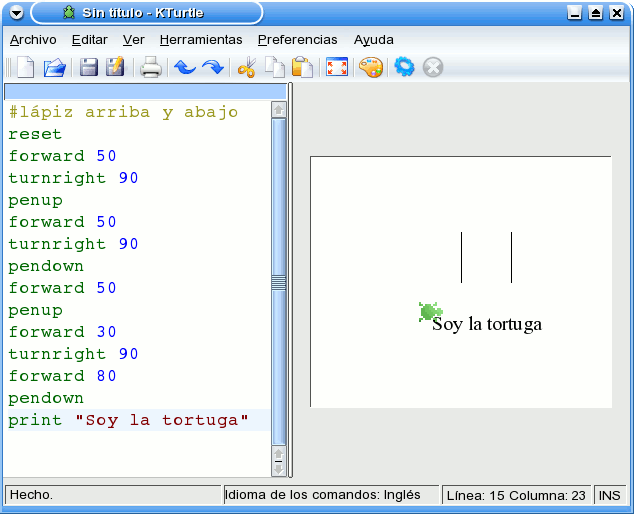 Sin título - KTurtle
Archivo Editar Ver Herramientas Preferencias Ayuda
#lápiz arriba y abajo
reset
forward 50
turnright 90
penup
forward 50
turnright 90
pendown
forward 50
penup
forward 30
turnright 90
forward 80
pendown
print "Soy la tortuga"
Soy la tortuga
Hecho.
Idioma de los comandos: Inglés
Línea: 15 Columna: 23
INS